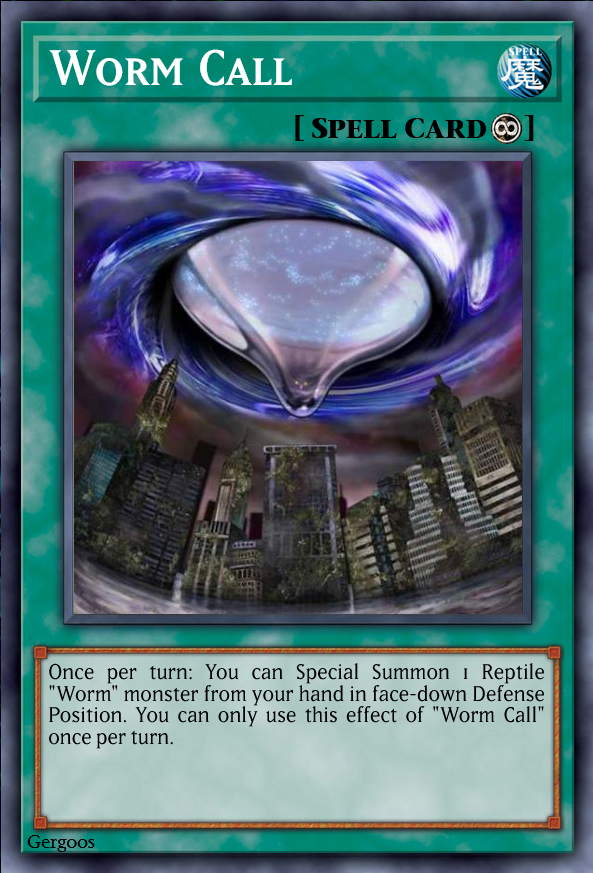 Worm Call
SPELL
魔
[ Spell Card ]
Once per turn: You can Special Summon 1 Reptile
"Worm" monster from your hand in face-down Defense
Position. You can only use this effect of "Worm Call"
once per turn.
Gergoos